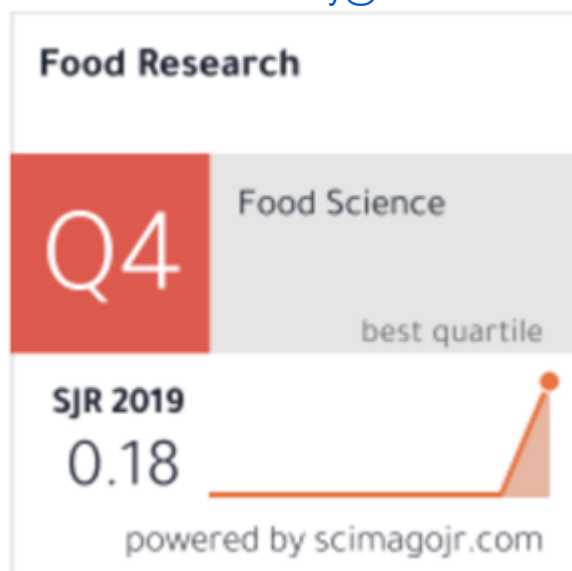 Food Research
Q4
Food Science
best quartile
SJR 2019
0.18
powered by scimagojr.com